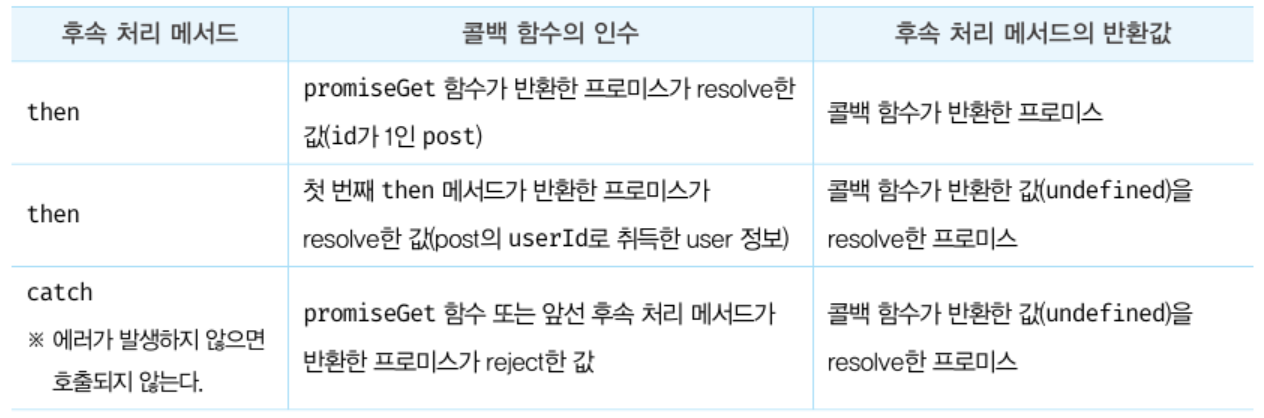 후속 처리 메서드 콜백 함수의 인수 후속 처리 메서드의 반환값
then
promiseGet 함수가 반환한 프로미스가 resolve한
값(id가 1인 post)
콜백 함수가 반환한 프로미스
then
첫 번째 then 메서드가 반환한 프로미스가
resolve한 값(post의 userId로 취득한 user 정보)
콜백 함수가 반환한 값(undefined)을
resolve한 프로미스
catch
※ 에러가 발생하지 않으면
호출되지 않는다.
promiseGet 함수 또는 앞선 후속 처리 메서드가
반환한 프로미스가 reject한 값
콜백 함수가 반환한 값(undefined)을
resolve한 프로미스